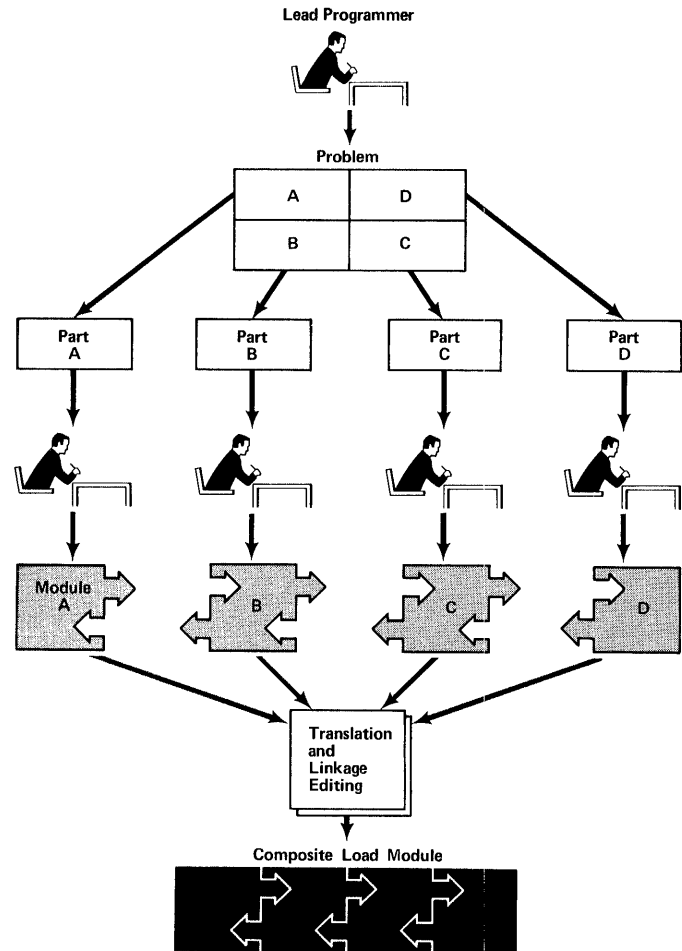 Lead Programmer
Problem
A D
B C
Part
A
Part
B
Part
C
Part
D
Module
A
B
C
D
Translation
and
Linkage
Editing
Composite Load Module